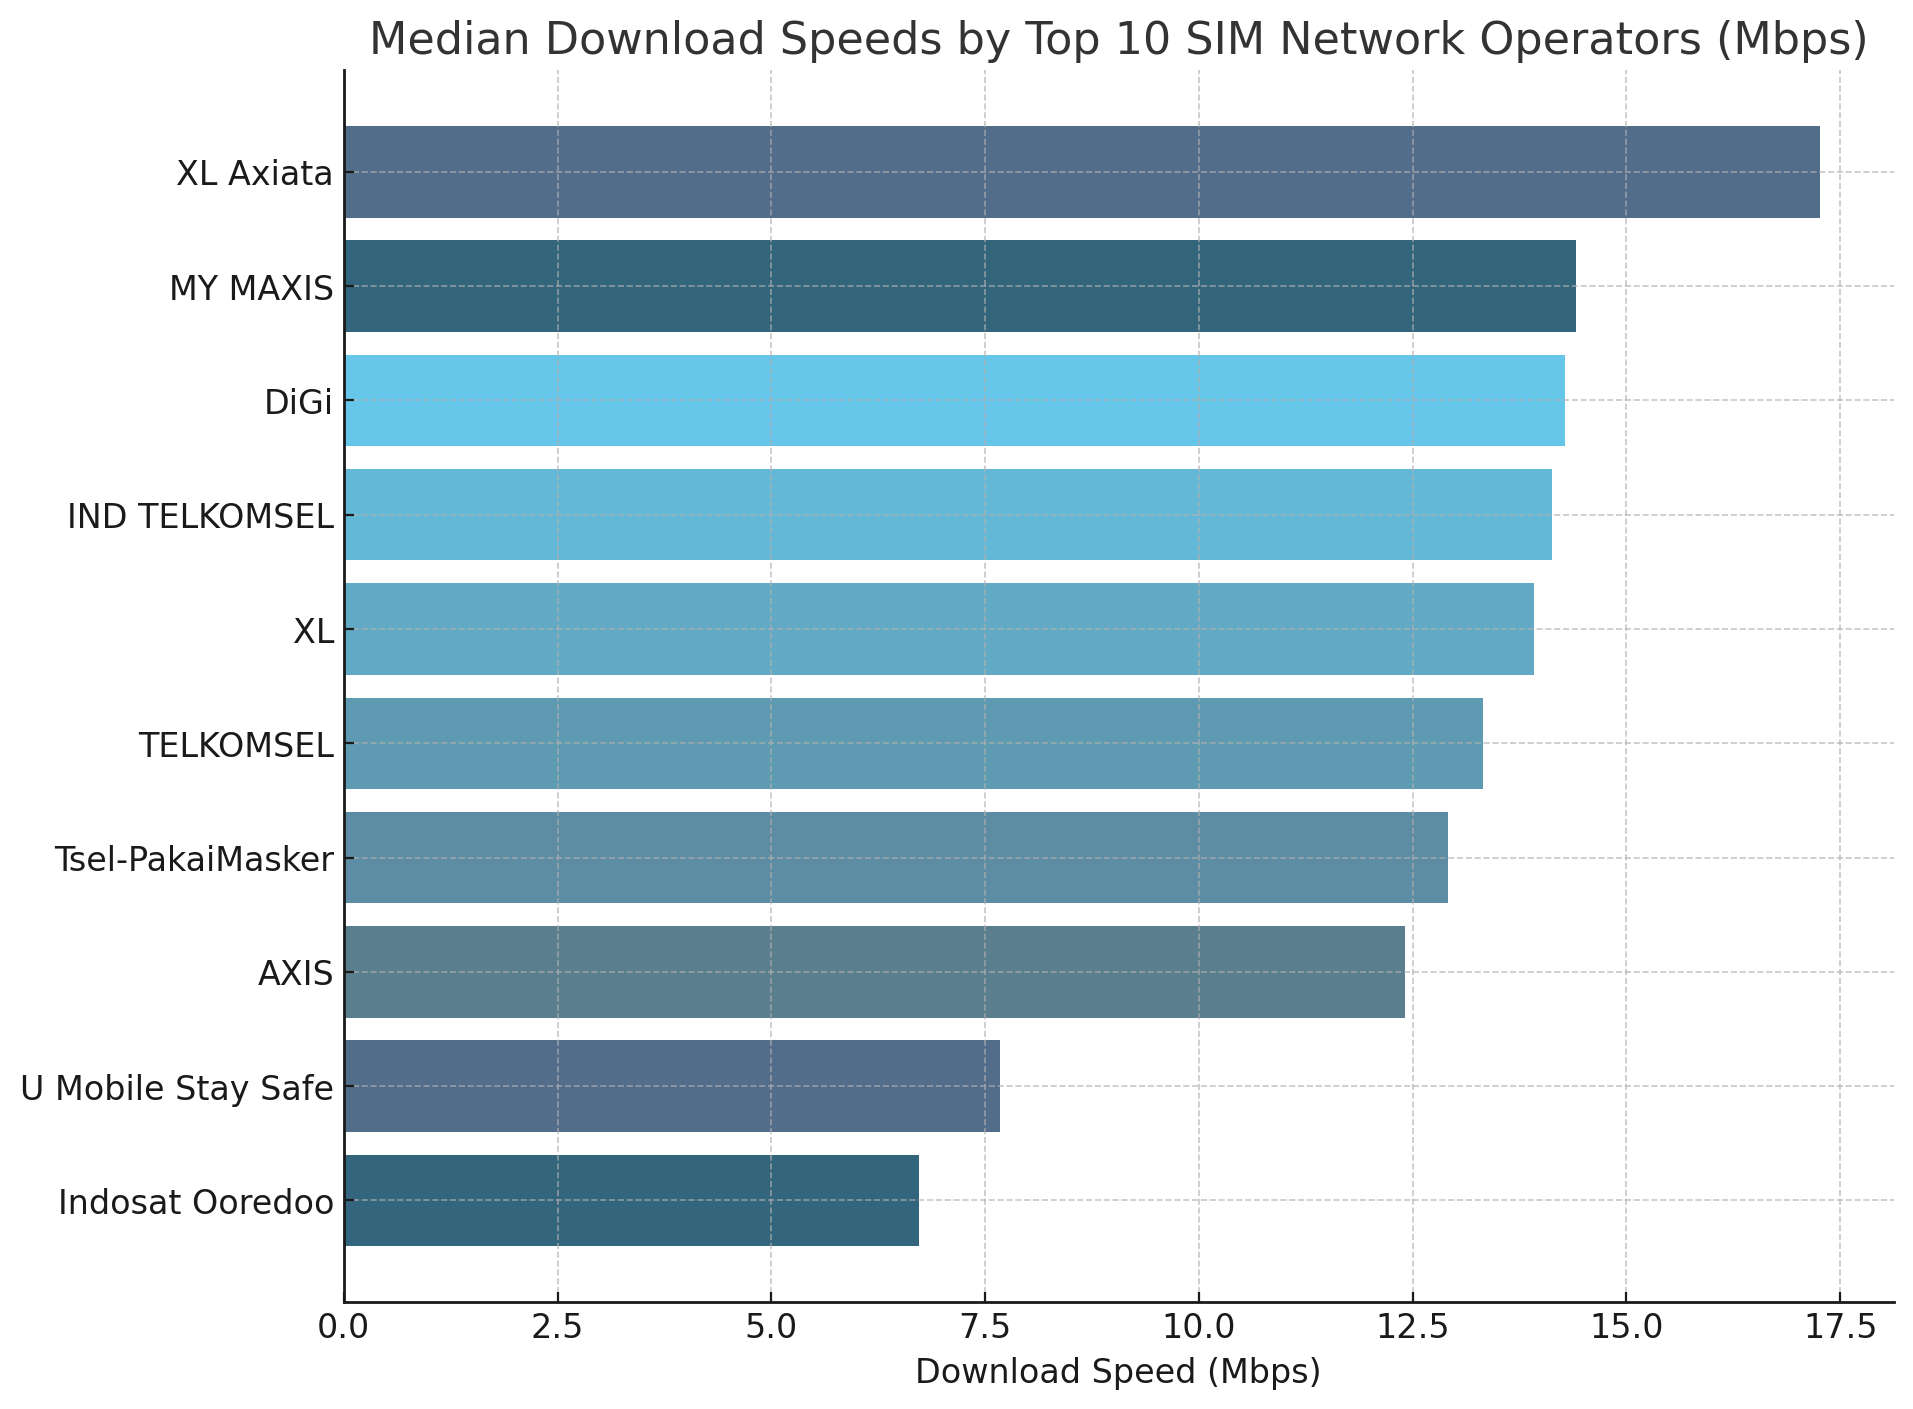 Median Download Speeds by Top 10 SIM Network Operators (Mbps)
XL Axiata
MY MAXIS
DiGi
IND TELKOMSEL
XL
TELKOMSEL
Tsel-PakaiMasker
AXIS
U Mobile Stay Safe
Indosat Ooredoo
0.0 2.5 5.0 7.5 10.0 12.5 15.0 17.5
Download Speed (Mbps)